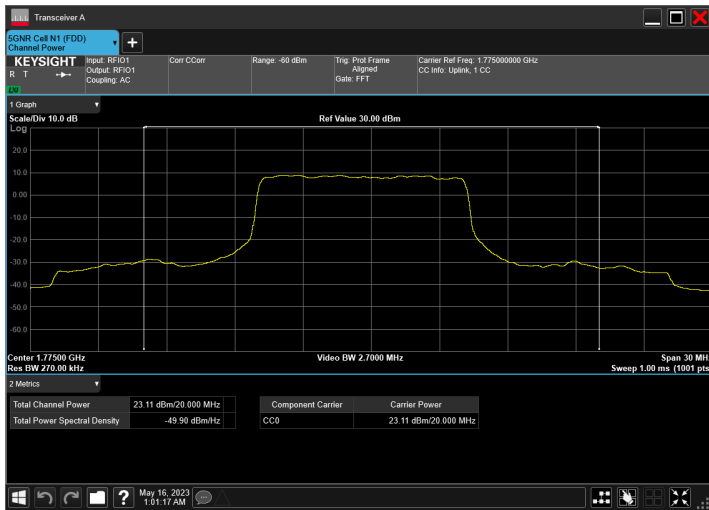 Transceiver A
5GNR Cell N1 (FDD)
Channel Power
KEYSIGHT
R T
LXI
Input: RFIO1
Output: RFIO1
Coupling: AC
Corr CCorr
Range: -60 dBm
Trig: Prot Frame
Aligned
Gate: FFT
Carrier Ref Freq: 1.775000000 GHz
CC Info: Uplink, 1 CC
1 Graph
Scale/Div 10.0 dB
Ref Value 30.00 dBm
Log
20.0
10.0
0.00
-10.0
-20.0
-30.0
-40.0
-50.0
-60.0
Center 1.77500 GHz
Video BW 2.7000 MHz
Span 30 MH
Res BW 270.00 kHz
Sweep 1.00 ms (1001 pts
2 Metrics
Total Channel Power 23.11 dBm/20.000 MHz
Total Power Spectral Density -49.90 dBm/Hz
Component Carrier Carrier Power
CC0 23.11 dBm/20.000 MHz
?
May 16, 2023
1:01:17 AM